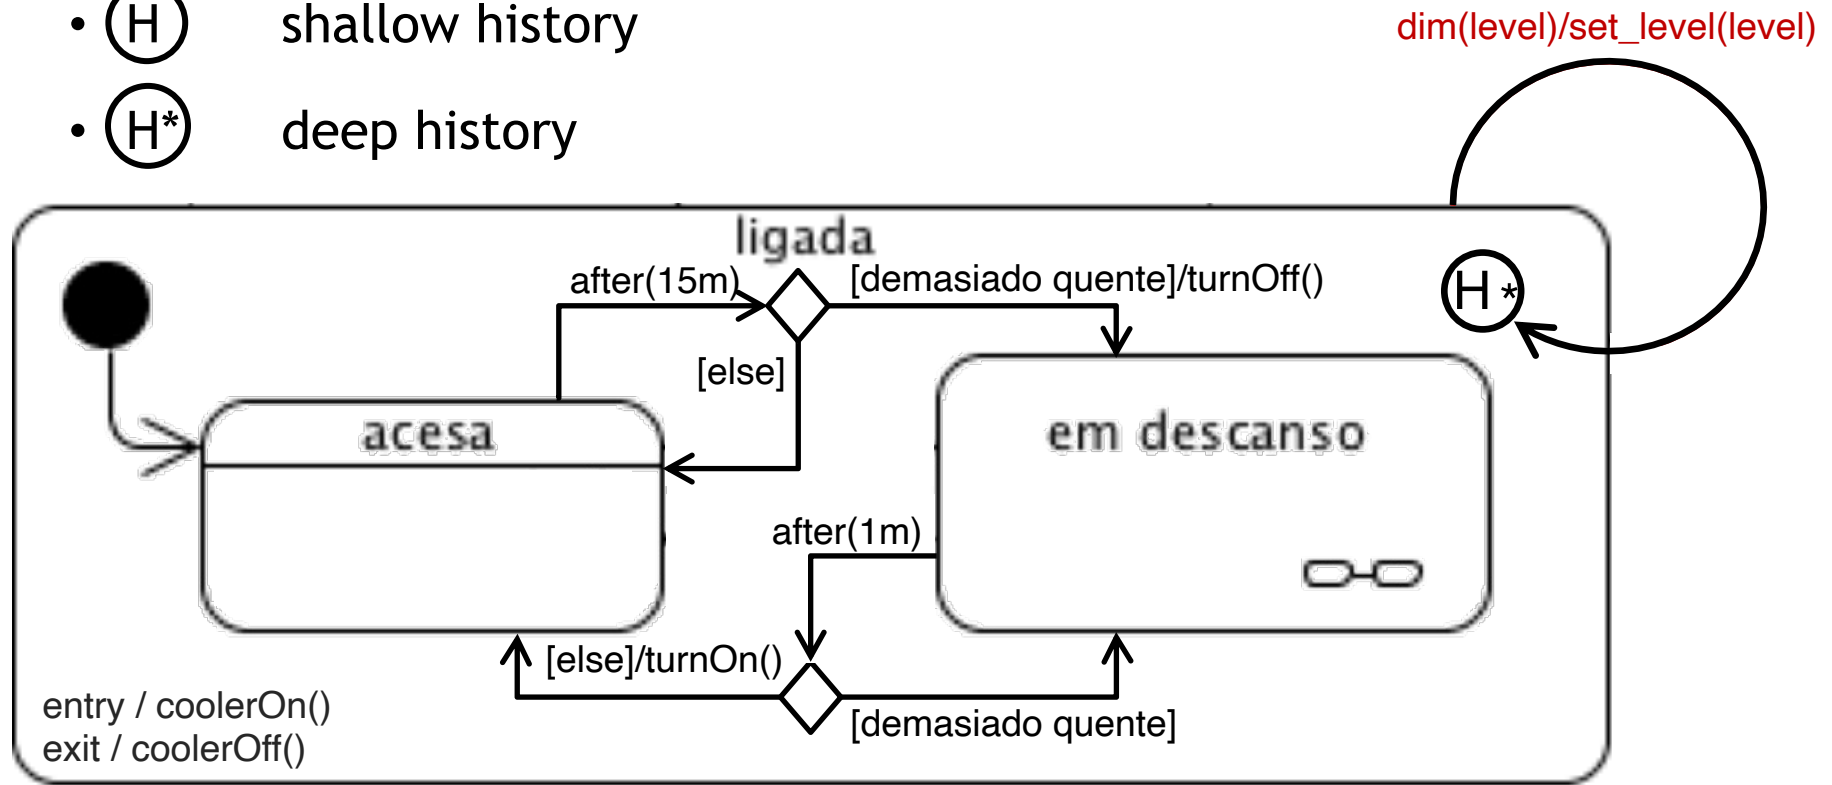 • H shallow history
dim(level)/set_level(level)
• H* deep history
ligada
after(15m)
[demasiado quente]/turnOff()
H *
[else]
acesa
em descanso
after(1m)
[else]/turnOn()
[demasiado quente]
entry / coolerOn()
exit / coolerOff()